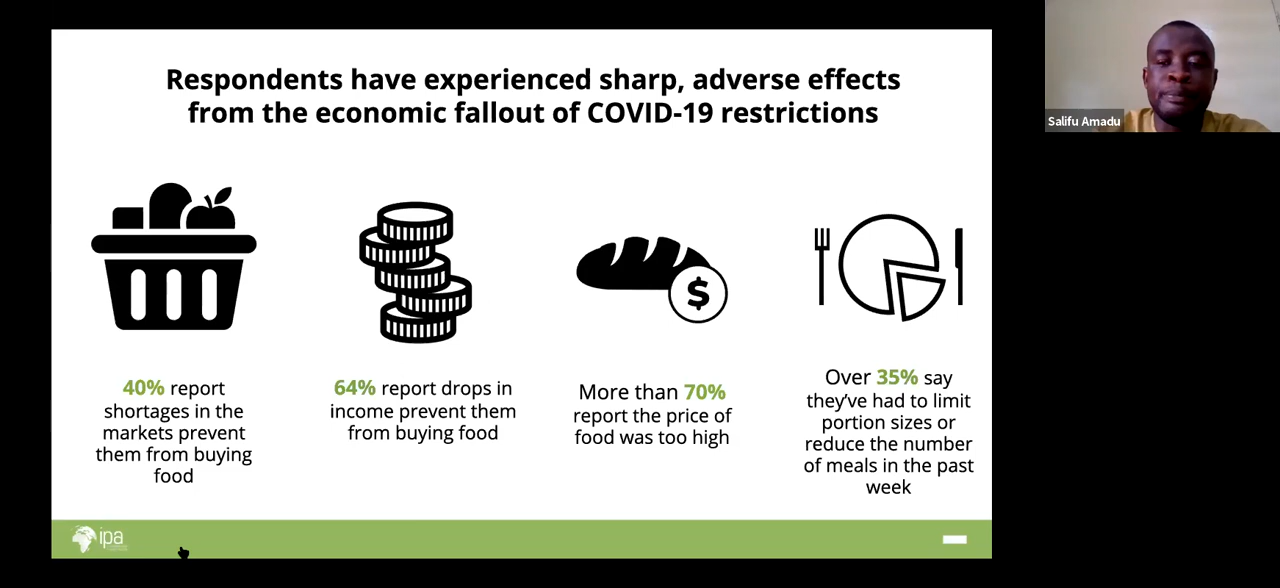 Respondents have experienced sharp, adverse effects
from the economic fallout of COVID-19 restrictions
$
40% report
shortages in the
markets prevent
them from buying
food
64% report drops in
income prevent them
from buying food
More than 70%
report the price of
food was too high
Over 35% say
they’ve had to limit
portion sizes or
reduce the number
of meals in the past
week
ipa
Salifu Amadu